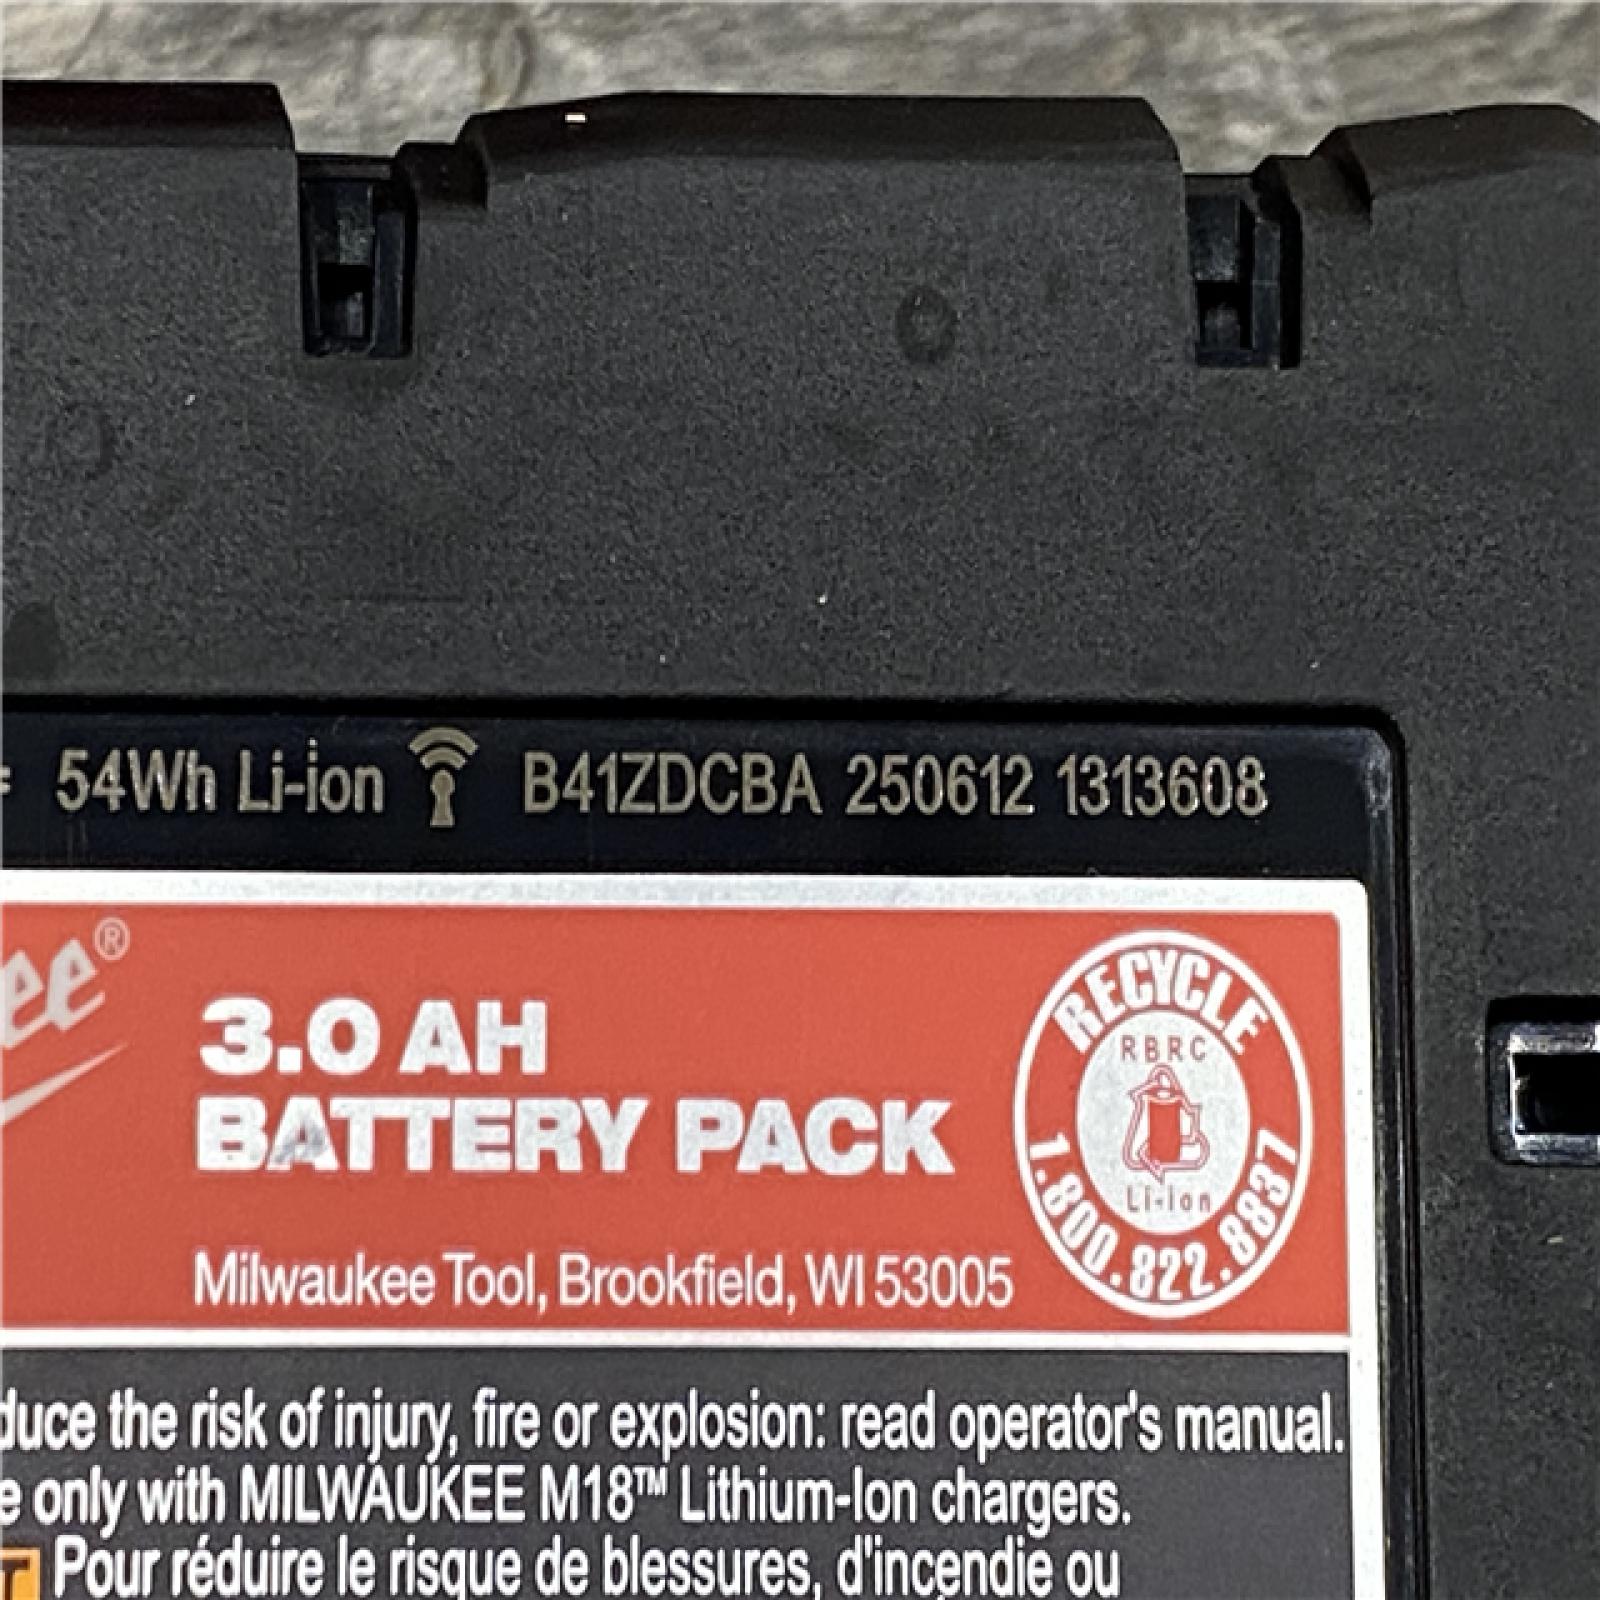 54Wh Li-ion B41ZDCBA 250612 1313608
ee®
3.0 AH
BATTERY PACK
Milwaukee Tool, Brookfield, WI 53005
RECYCLE
RBRC
Li-ion
1.800.822.8837
duce the risk of injury, fire or explosion: read operator's manual.
e only with MILWAUKEE M18™ Lithium-Ion chargers.
Pour réduire le risque de blessures, d'incendie ou